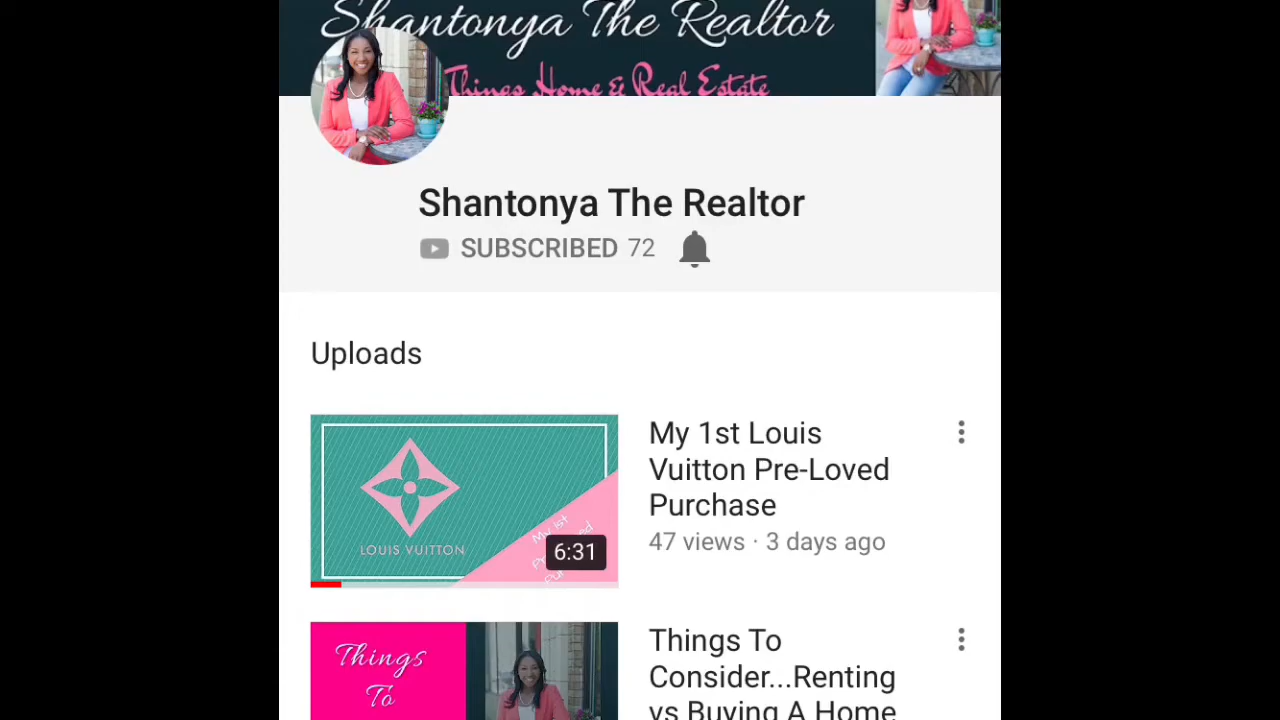 Shantonya The Realtor
Things Home & Real Estate
Shantonya The Realtor
SUBSCRIBED 72
Uploads
LOUIS VUITTON
My 1st
6:31
My 1st Louis
Vuitton Pre-Loved
Purchase
47 views · 3 days ago
Things
To
Things To
Consider...Renting
vs Buying A Home